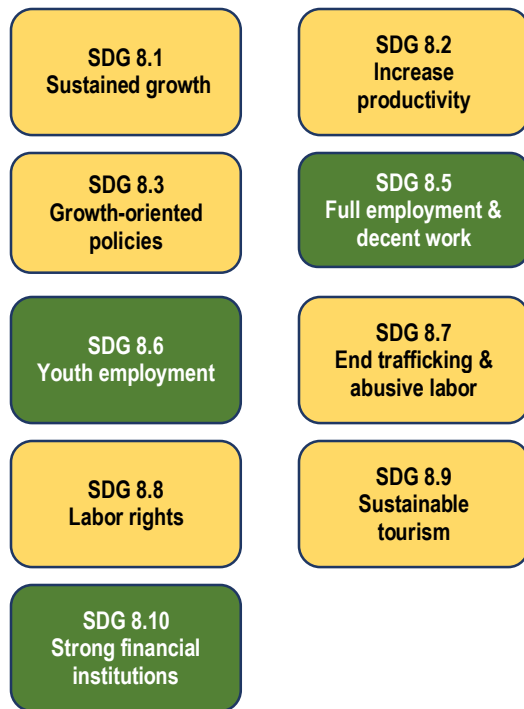 SDG 8.1
Sustained growth
SDG 8.2
Increase
productivity
SDG 8.3
Growth-oriented
policies
SDG 8.5
Full employment &
decent work
SDG 8.6
Youth employment
SDG 8.7
End trafficking &
abusive labor
SDG 8.8
Labor rights
SDG 8.9
Sustainable
tourism
SDG 8.10
Strong financial
institutions